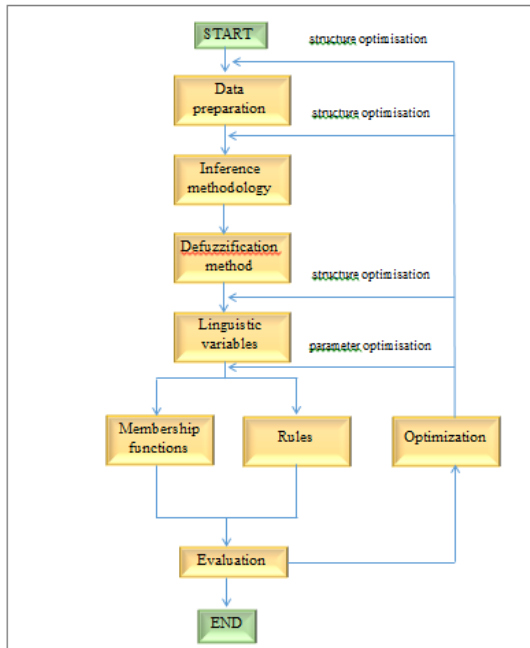 START
structure optimisation
Data
preparation
structure optimisation
Inference
methodology
Defuzzification
method
structure optimisation
Linguistic
variables
parameter optimisation
Membership
functions
Rules
Optimization
Evaluation
END